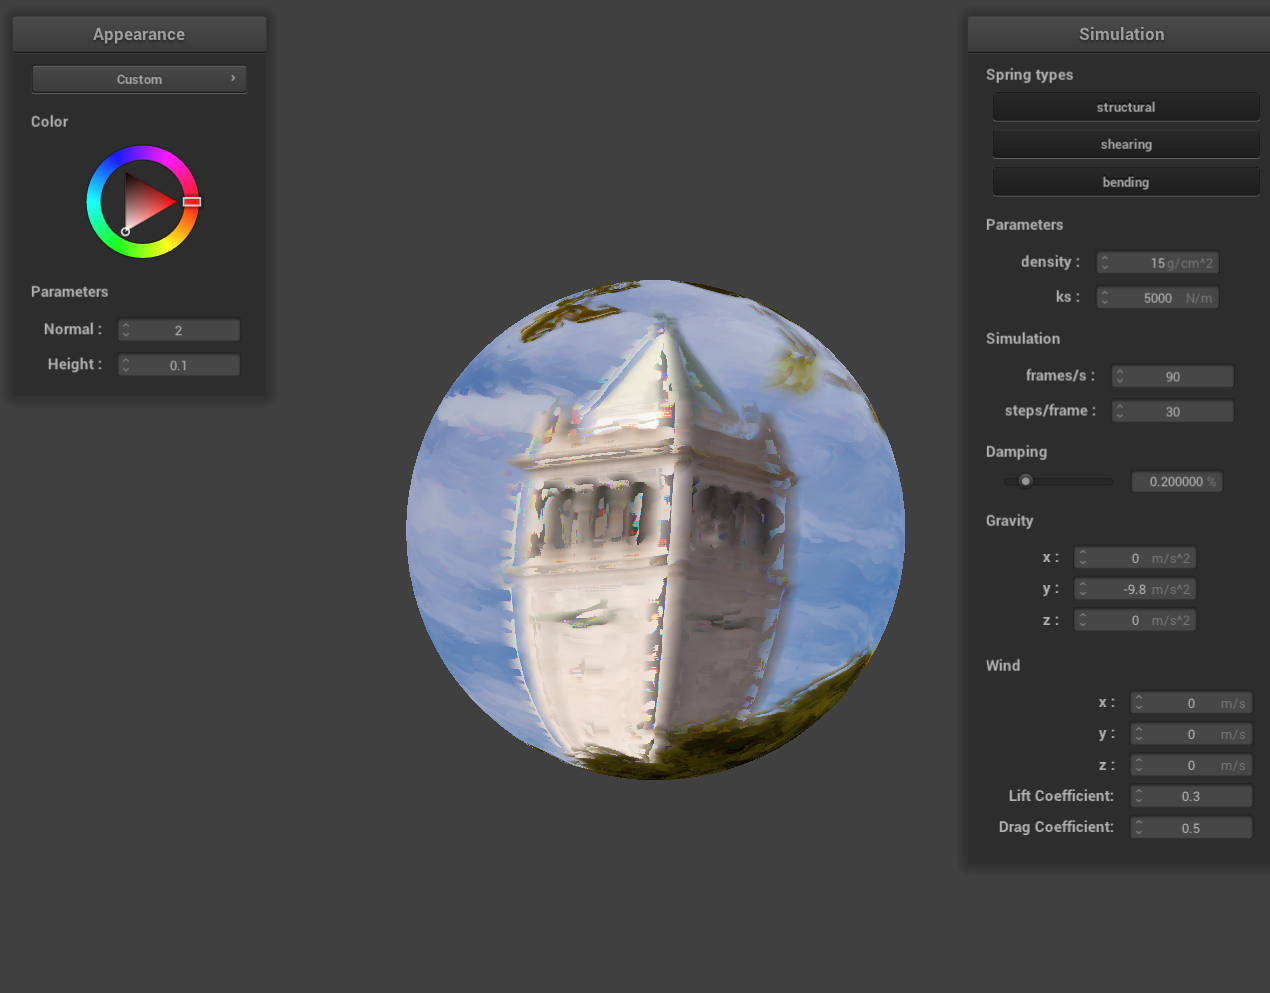 Appearance
Custom
Color
Parameters
Normal : 2
Height : 0.1
Simulation
Spring types
structural
shearing
bending
Parameters
density : 15 g/cm^2
ks : 5000 N/m
Simulation
frames/s : 90
steps/frame : 30
Damping
0.200000 %
Gravity
x : 0 m/s^2
y : -9.8 m/s^2
z : 0 m/s^2
Wind
x : 0 m/s
y : 0 m/s
z : 0 m/s
Lift Coefficient: 0.3
Drag Coefficient: 0.5